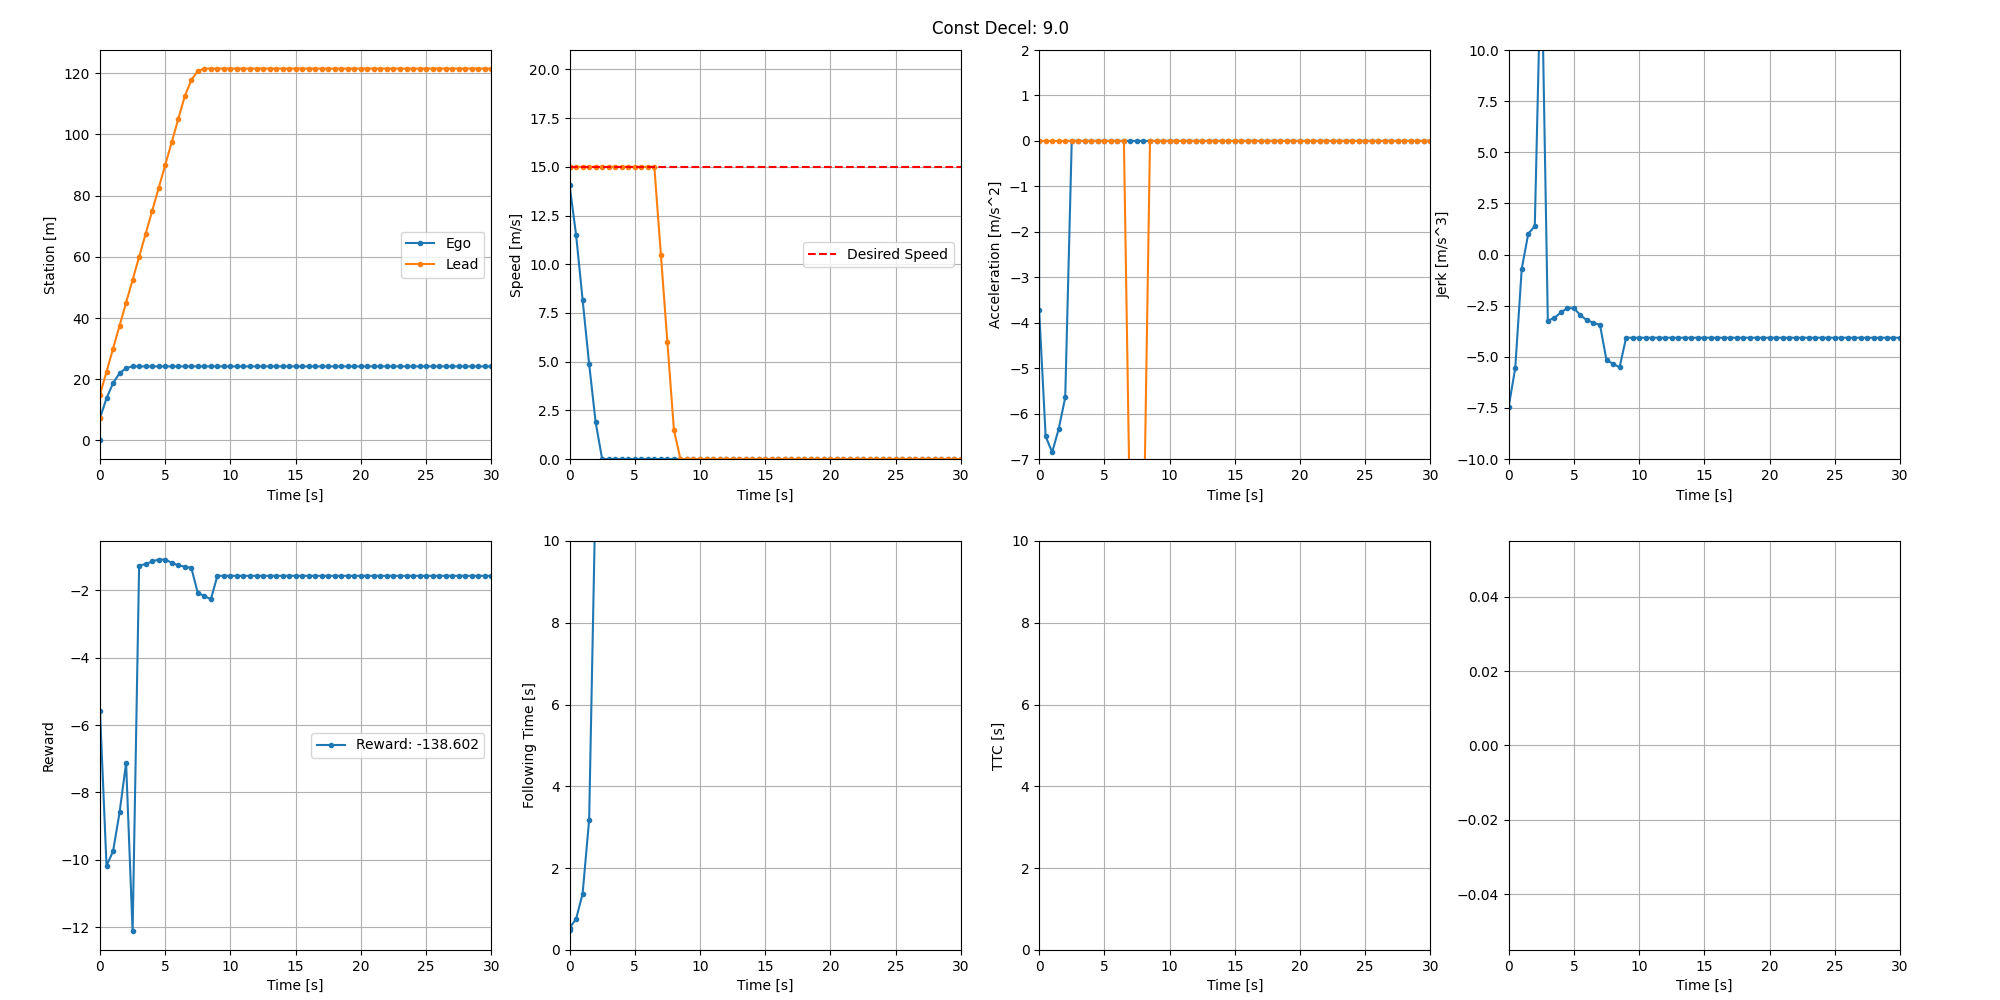 Const Decel: 9.0
120
100
80
60
40
20
0
Station [m]
Ego
Lead
0 5 10 15 20 25 30
Time [s]
20.0
17.5
15.0
12.5
10.0
7.5
5.0
2.5
0.0
Speed [m/s]
Desired Speed
0 5 10 15 20 25 30
Time [s]
2
1
0
−1
−2
−3
−4
−5
−6
−7
Acceleration [m/s^2]
0 5 10 15 20 25 30
Time [s]
10.0
7.5
5.0
2.5
0.0
−2.5
−5.0
−7.5
−10.0
Jerk [m/s^3]
0 5 10 15 20 25 30
Time [s]
−2
−4
−6
−8
−10
−12
Reward
Reward: -138.602
0 5 10 15 20 25 30
Time [s]
10
8
6
4
2
0
Following Time [s]
0 5 10 15 20 25 30
Time [s]
10
8
6
4
2
0
TTC [s]
0 5 10 15 20 25 30
Time [s]
0.04
0.02
0.00
−0.02
−0.04
0 5 10 15 20 25 30
Time [s]